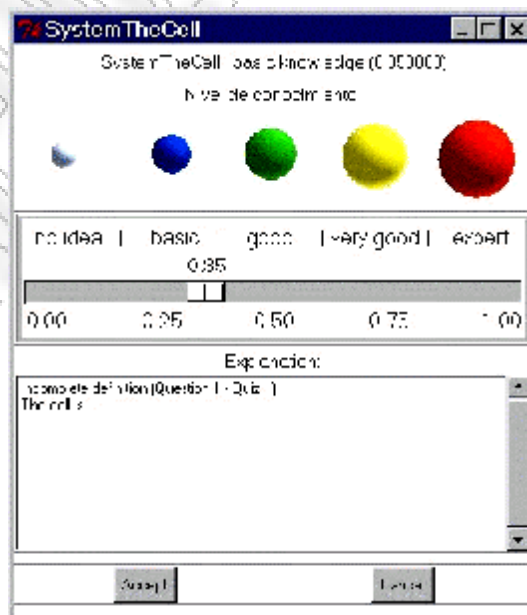 SystemTheCell
SystemTheCell basic knowledge (0.350000)
Nivel de conocimiento
no idea | basic good | very good | expert
0.35
0.00 0.25 0.50 0.75 1.00
Explanation:
Incomplete definition (Question 1 - Quiz 1)
The cell is
Accept Cancel